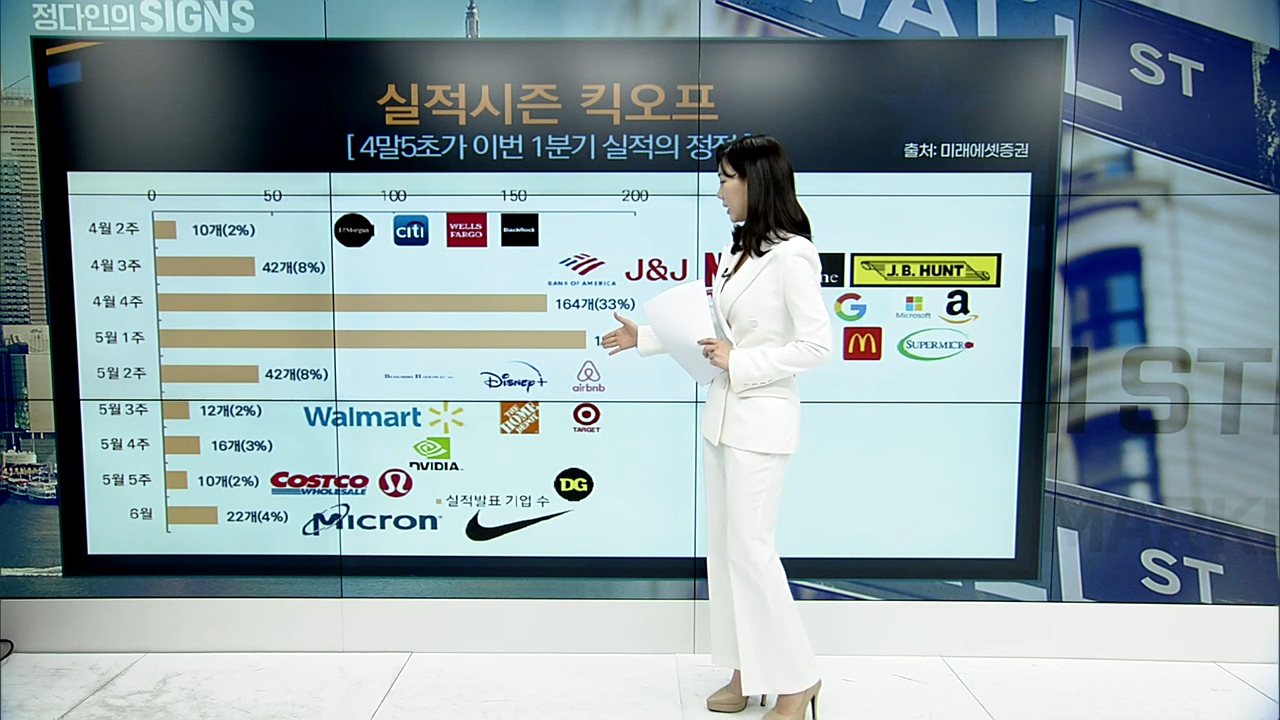 정다인의 SIGNS
WALL ST
실적시즌 킥오프
[ 4말5초가 이번 1분기 실적의 정점
출처: 미래에셋증권
0 50 100 150 200
4월 2주 10개(2%) J.P.Morgan citi WELLS FARGO BlackRock
4월 3주 42개(8%) BANK OF AMERICA J&J J.B. HUNT
4월 4주 164개(33%) G Microsoft a
5월 1주 SUPERMICRO
5월 2주 42개(8%) Disney+ airbnb
5월 3주 12개(2%) Walmart THE HOME DEPOT TARGET
5월 4주 16개(3%) NVIDIA
5월 5주 10개(2%) COSTCO WHOLESALE DG
실적발표 기업 수
6월 22개(4%) Micron
ST
ST